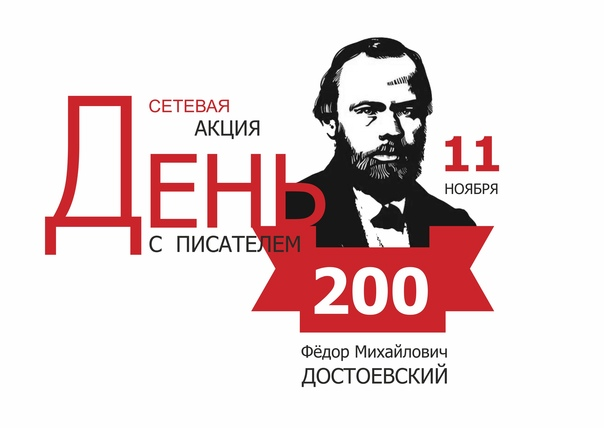 СЕТЕВАЯ
АКЦИЯ
ДЕНЬ
С ПИСАТЕЛЕМ
11
НОЯБРЯ
200
Фёдор Михайлович
ДОСТОЕВСКИЙ